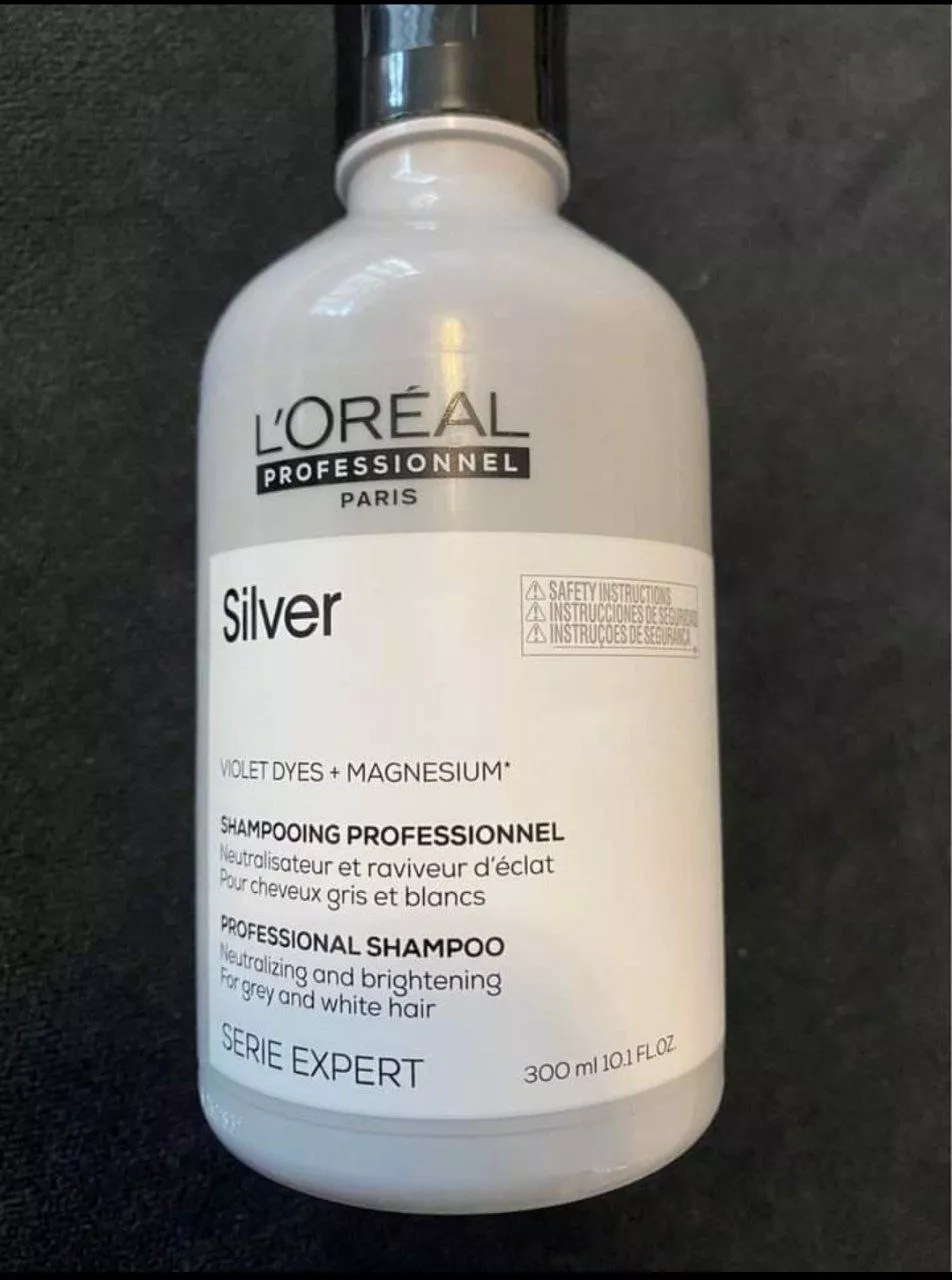 L'ORÉAL
PROFESSIONNEL
PARIS
Silver
SAFETY INSTRUCTIONS
INSTRUCCIONES DE SEGURIDAD
INSTRUÇOES DE SEGURANÇA
VIOLET DYES + MAGNESIUM*
SHAMPOOING PROFESSIONNEL
Neutralisateur et raviveur d'éclat
Pour cheveux gris et blancs
PROFESSIONAL SHAMPOO
Neutralizing and brightening
For grey and white hair
SERIE EXPERT
300 ml 10.1 FL.OZ.